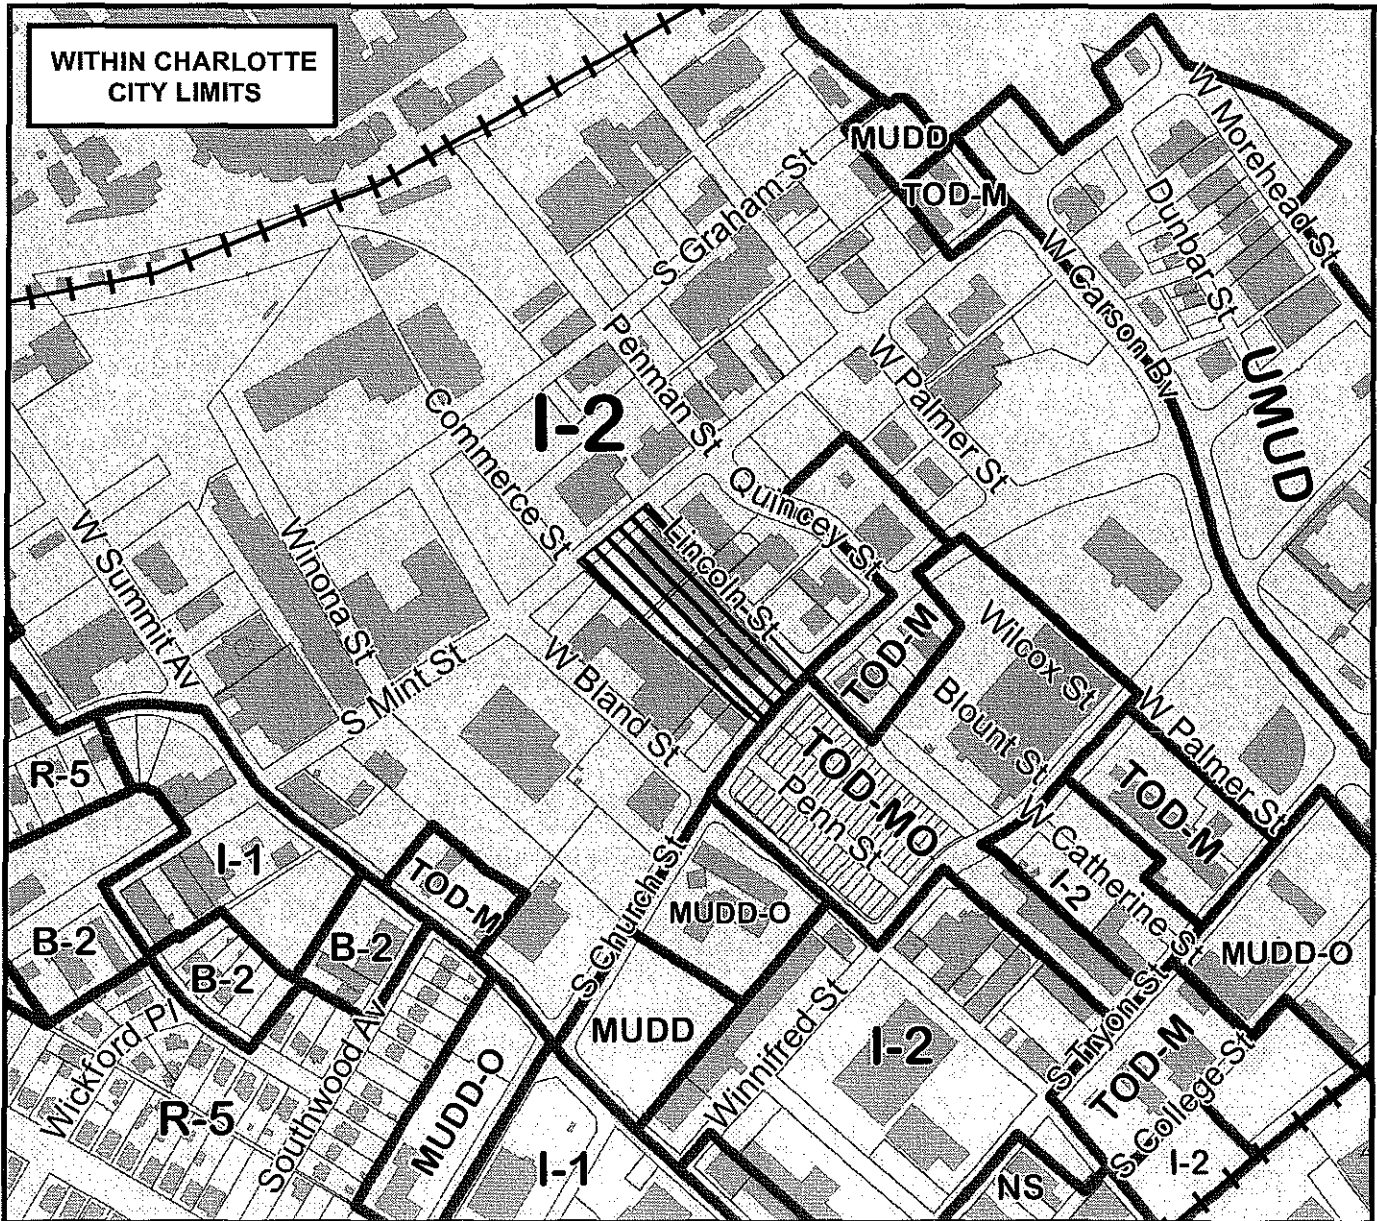 WITHIN CHARLOTTE
CITY LIMITS
W Morehead St
MUDD
TOD-M
Dunbar St
S Graham St
W Carson Bv
UMUD
Penman St
W Palmer St
I-2
Commerce St
Quincey St
Lincoln St
W Summit Av
Winona St
TOD-M
Wilcox St
S Mint St
W Bland St
Blount St
W Palmer St
R-5
TOD-MO
Penn St
TOD-M
W Catherine St
I-2
I-1
TOD-M
S Church St
MUDD-O
B-2
B-2
B-2
MUDD-O
Wickford Pl
Southwood Av
MUDD
Winnifred St
I-2
S Tryon St
TOD-M
S College St
R-5
MUDD-O
I-1
NS
I-2